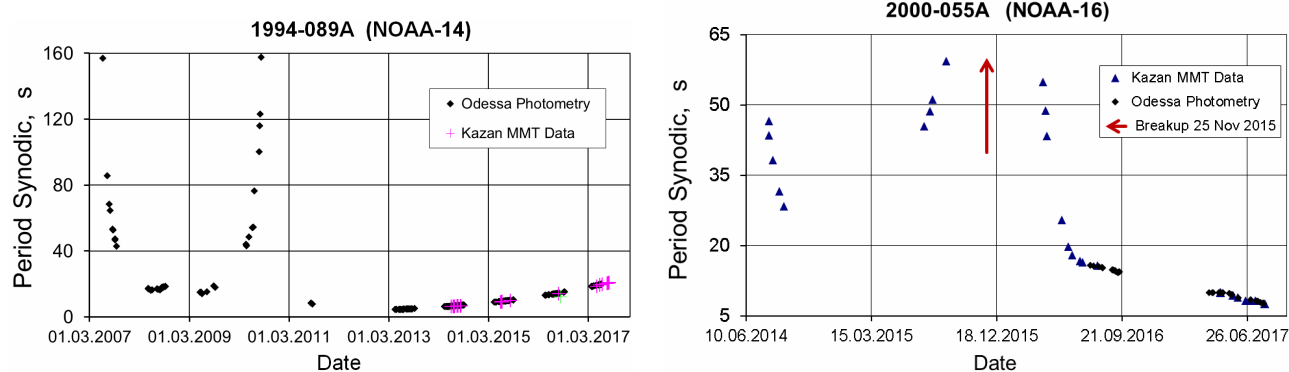 1994-089A (NOAA-14)
Period Synodic, s
160
120
80
40
0
Odessa Photometry
Kazan MMT Data
01.03.2007 01.03.2009 01.03.2011 01.03.2013 01.03.2015 01.03.2017
Date
2000-055A (NOAA-16)
Period Synodic, s
65
50
35
20
5
Kazan MMT Data
Odessa Photometry
Breakup 25 Nov 2015
10.06.2014 15.03.2015 18.12.2015 21.09.2016 26.06.2017
Date